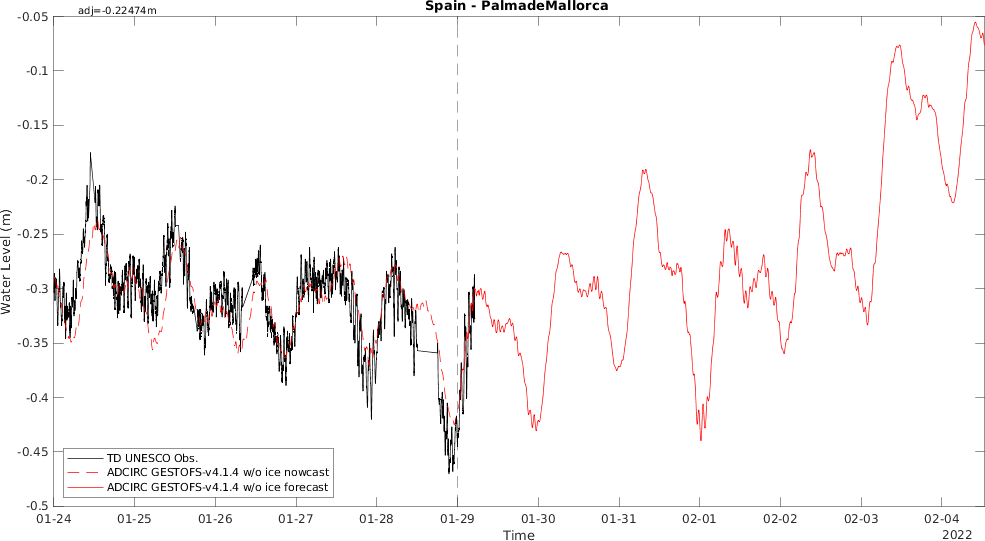 Spain - PalmadeMallorca
adj=-0.22474m
-0.05
-0.1
-0.15
-0.2
-0.25
-0.3
-0.35
-0.4
-0.45
-0.5
Water Level (m)
TD UNESCO Obs.
ADCIRC GESTOFS-v4.1.4 w/o ice nowcast
ADCIRC GESTOFS-v4.1.4 w/o ice forecast
01-24 01-25 01-26 01-27 01-28 01-29 01-30 01-31 02-01 02-02 02-03 02-04
Time
2022